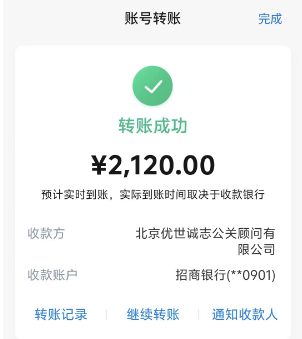 账号转账
完成
转账成功
¥2,120.00
预计实时到账，实际到账时间取决于收款银行
收款方 北京优世诚志公关顾问有
限公司
收款账户 招商银行(**0901)
转账记录 继续转账 通知收款人